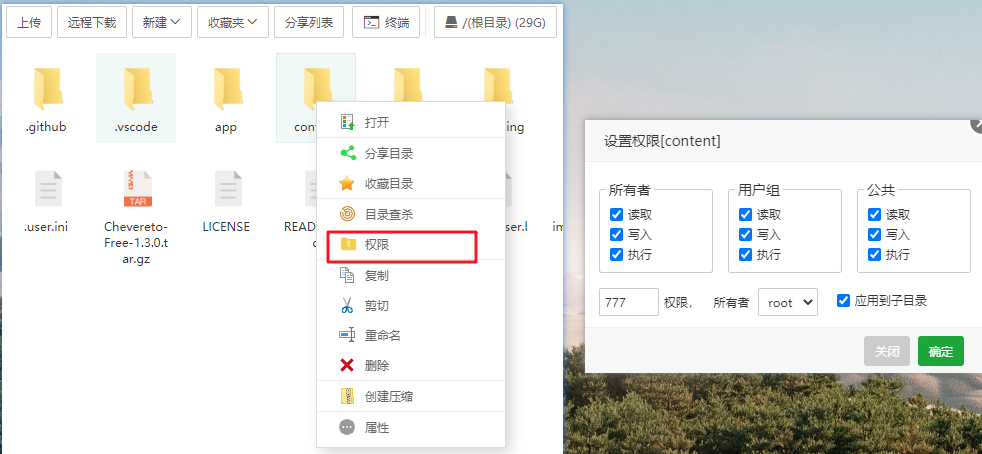 上传
远程下载
新建
收藏夹
分享列表
终端
/(根目录) (29G)
.github
.vscode
app
con
ing
.user.ini
Chevereto-
Free-1.3.0.t
ar.gz
LICENSE
READ
c
ser.l
im
打开
分享目录
收藏目录
目录查杀
权限
复制
剪切
重命名
删除
创建压缩
属性
设置权限[content]
所有者
读取
写入
执行
用户组
读取
写入
执行
公共
读取
写入
执行
777
权限，
所有者
root
应用到子目录
关闭
确定